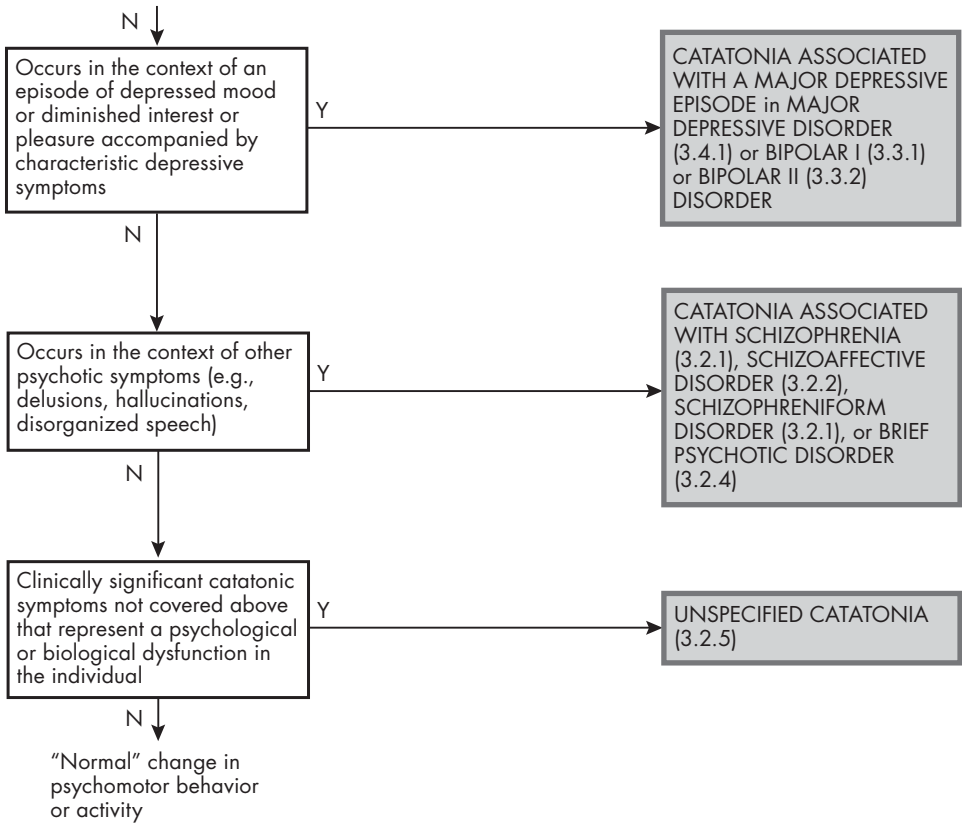 N
Occurs in the context of an
episode of depressed mood
or diminished interest or
pleasure accompanied by
characteristic depressive
symptoms
Y
CATATONIA ASSOCIATED
WITH A MAJOR DEPRESSIVE
EPISODE in MAJOR
DEPRESSIVE DISORDER
(3.4.1) or BIPOLAR I (3.3.1)
or BIPOLAR II (3.3.2)
DISORDER
N
Occurs in the context of other
psychotic symptoms (e.g.,
delusions, hallucinations,
disorganized speech)
Y
CATATONIA ASSOCIATED
WITH SCHIZOPHRENIA
(3.2.1), SCHIZOAFFECTIVE
DISORDER (3.2.2),
SCHIZOPHRENIFORM
DISORDER (3.2.1), or BRIEF
PSYCHOTIC DISORDER
(3.2.4)
N
Clinically significant catatonic
symptoms not covered above
that represent a psychological
or biological dysfunction in
the individual
Y
UNSPECIFIED CATATONIA
(3.2.5)
N
“Normal” change in
psychomotor behavior
or activity